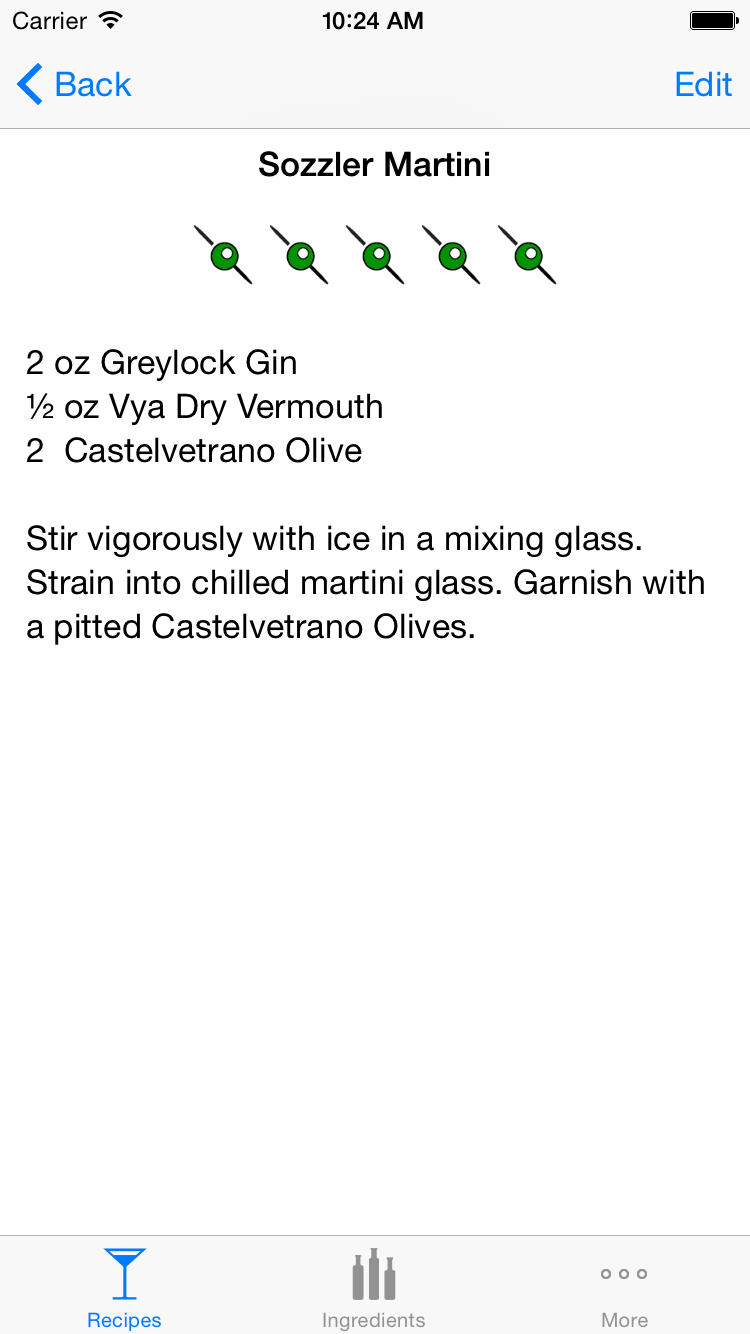 Carrier 10:24 AM
Back Edit
Sozzler Martini
2 oz Greylock Gin
½ oz Vya Dry Vermouth
2  Castelvetrano Olive
Stir vigorously with ice in a mixing glass.
Strain into chilled martini glass. Garnish with
a pitted Castelvetrano Olives.
Recipes Ingredients More